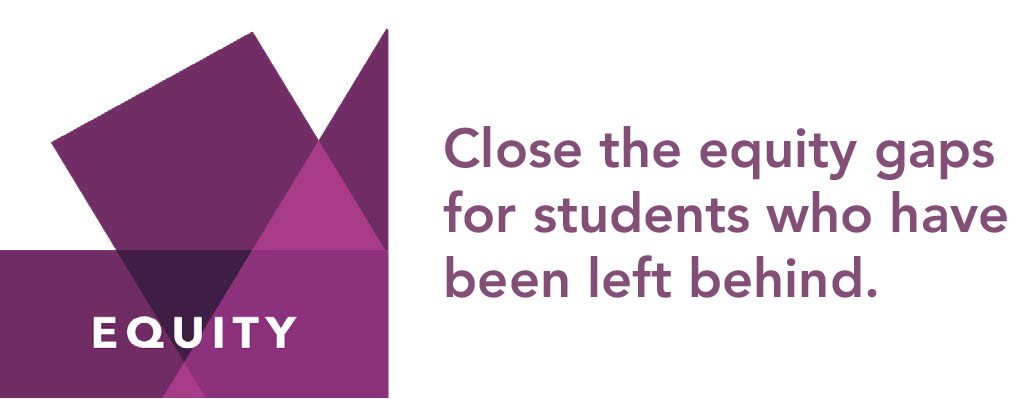 EQUITY
Close the equity gaps
for students who have
been left behind.